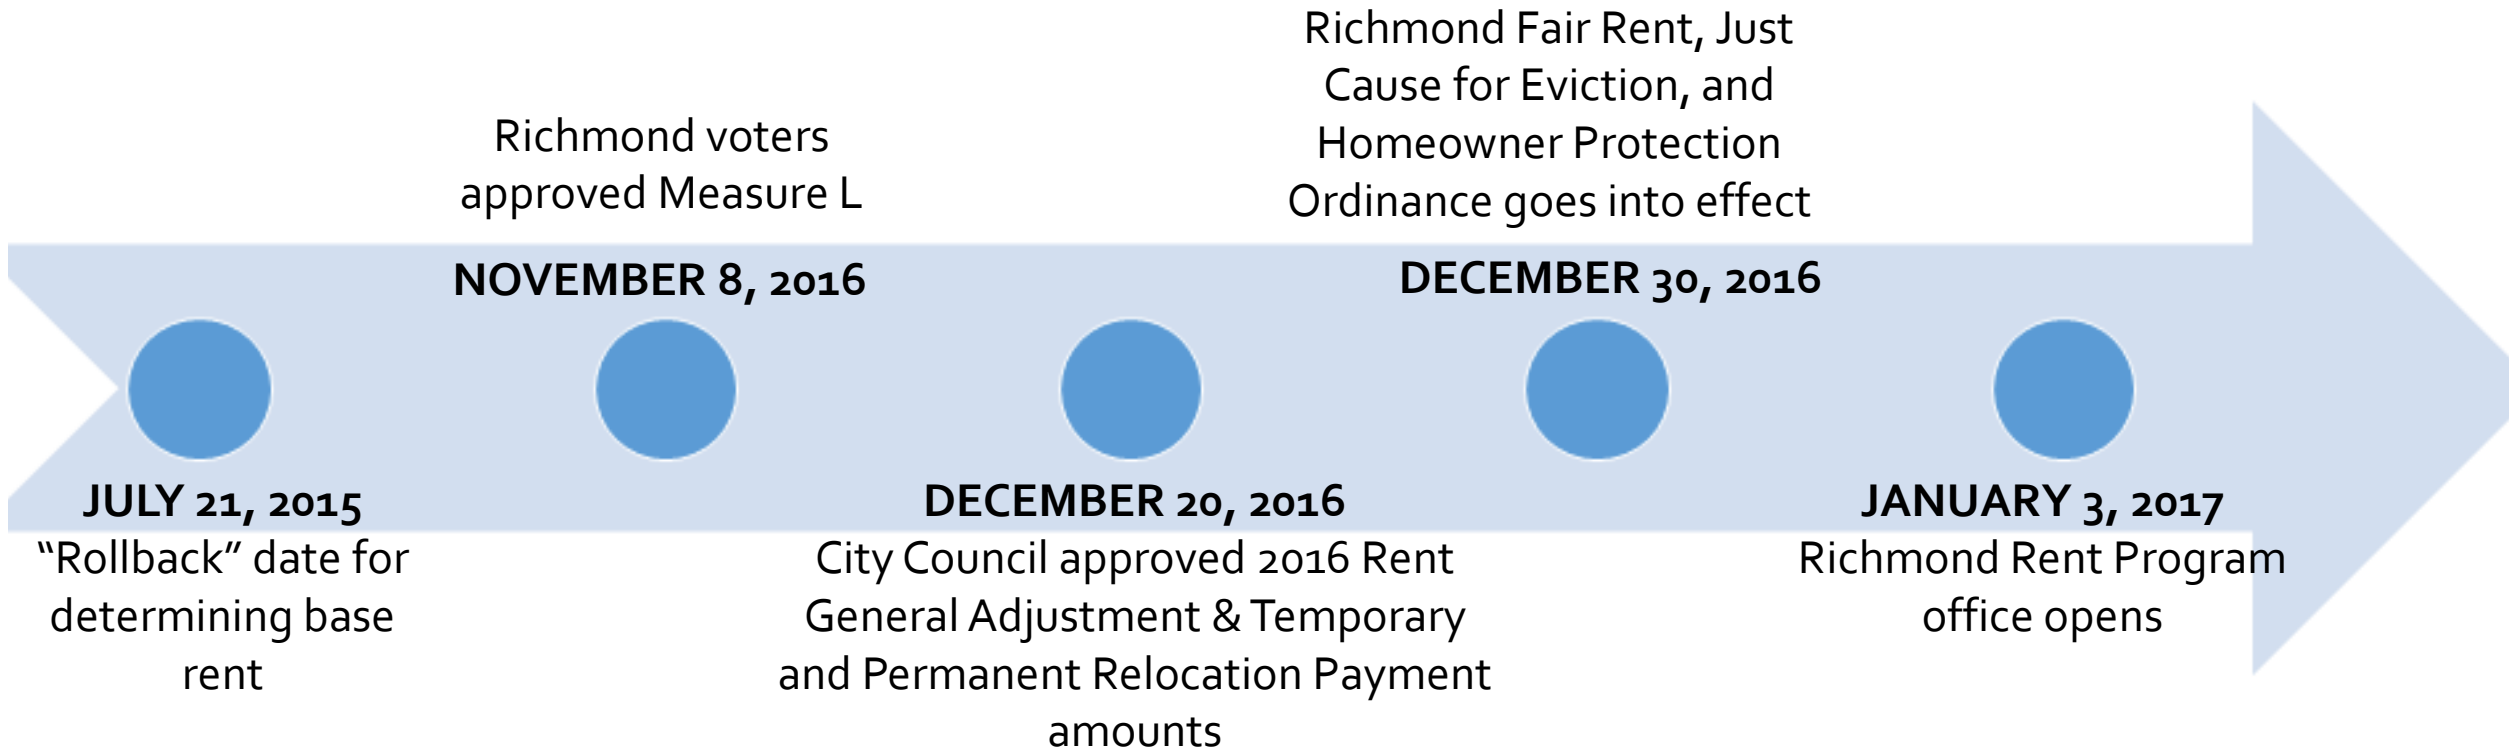 Richmond Fair Rent, Just
Cause for Eviction, and
Homeowner Protection
Ordinance goes into effect
Richmond voters
approved Measure L
NOVEMBER 8, 2016
DECEMBER 30, 2016
JULY 21, 2015
“Rollback” date for
determining base
rent
DECEMBER 20, 2016
City Council approved 2016 Rent
General Adjustment & Temporary
and Permanent Relocation Payment
amounts
JANUARY 3, 2017
Richmond Rent Program
office opens